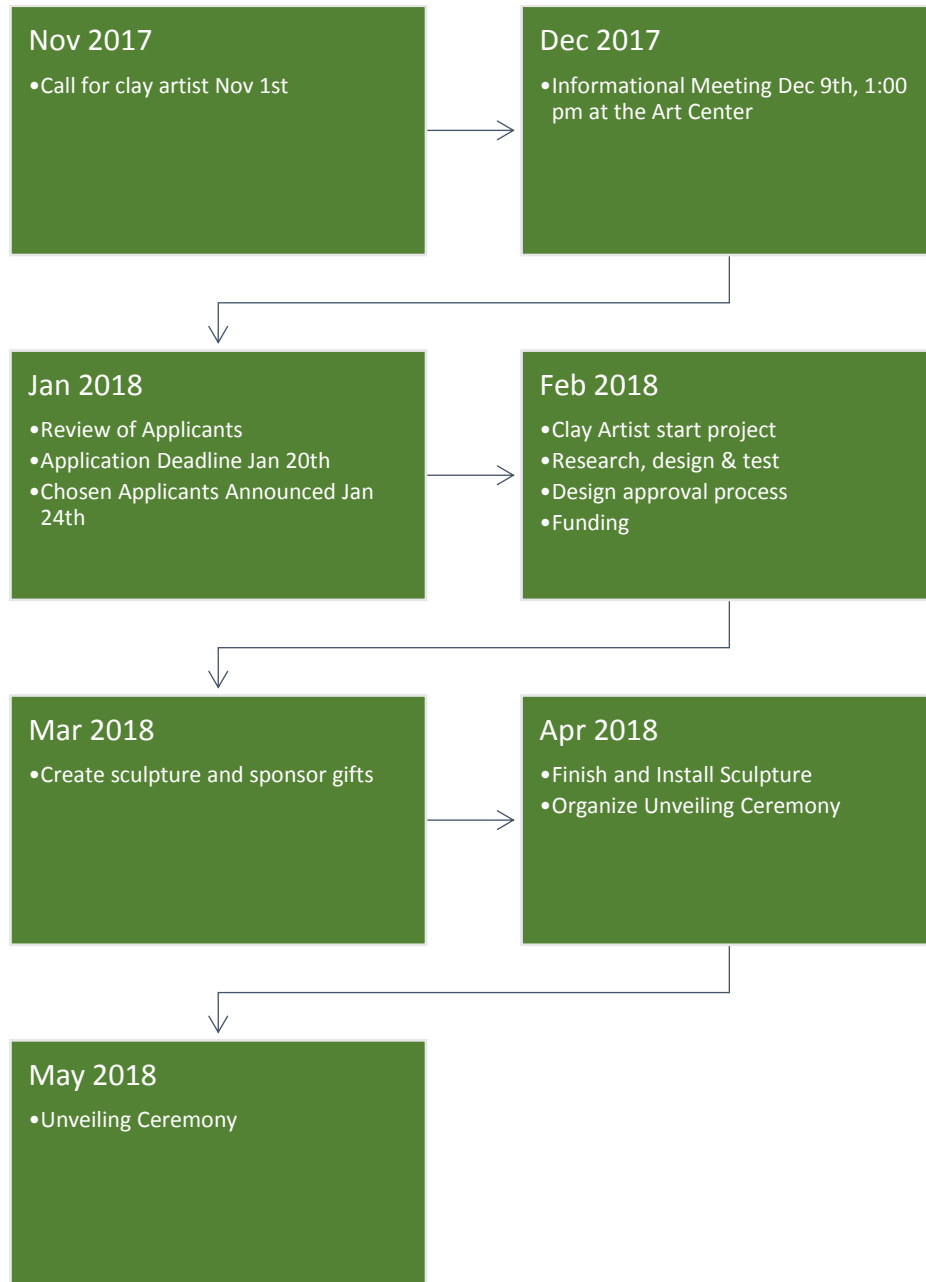 Nov 2017
•Call for clay artist Nov 1st
Dec 2017
•Informational Meeting Dec 9th, 1:00
pm at the Art Center
Jan 2018
•Review of Applicants
•Application Deadline Jan 20th
•Chosen Applicants Announced Jan
24th
Feb 2018
•Clay Artist start project
•Research, design & test
•Design approval process
•Funding
Mar 2018
•Create sculpture and sponsor gifts
Apr 2018
•Finish and Install Sculpture
•Organize Unveiling Ceremony
May 2018
•Unveiling Ceremony